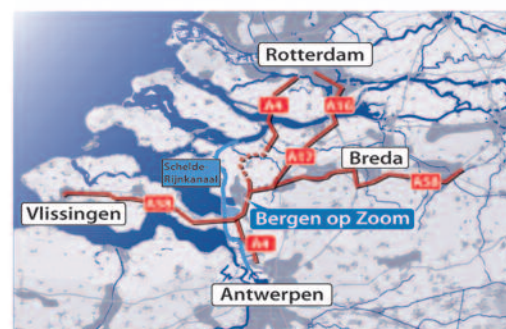 Rotterdam
A4
A16
A17
Breda
Schelde
Rijnkanaal
A58
Vlissingen
A58
Bergen op Zoom
A4
Antwerpen